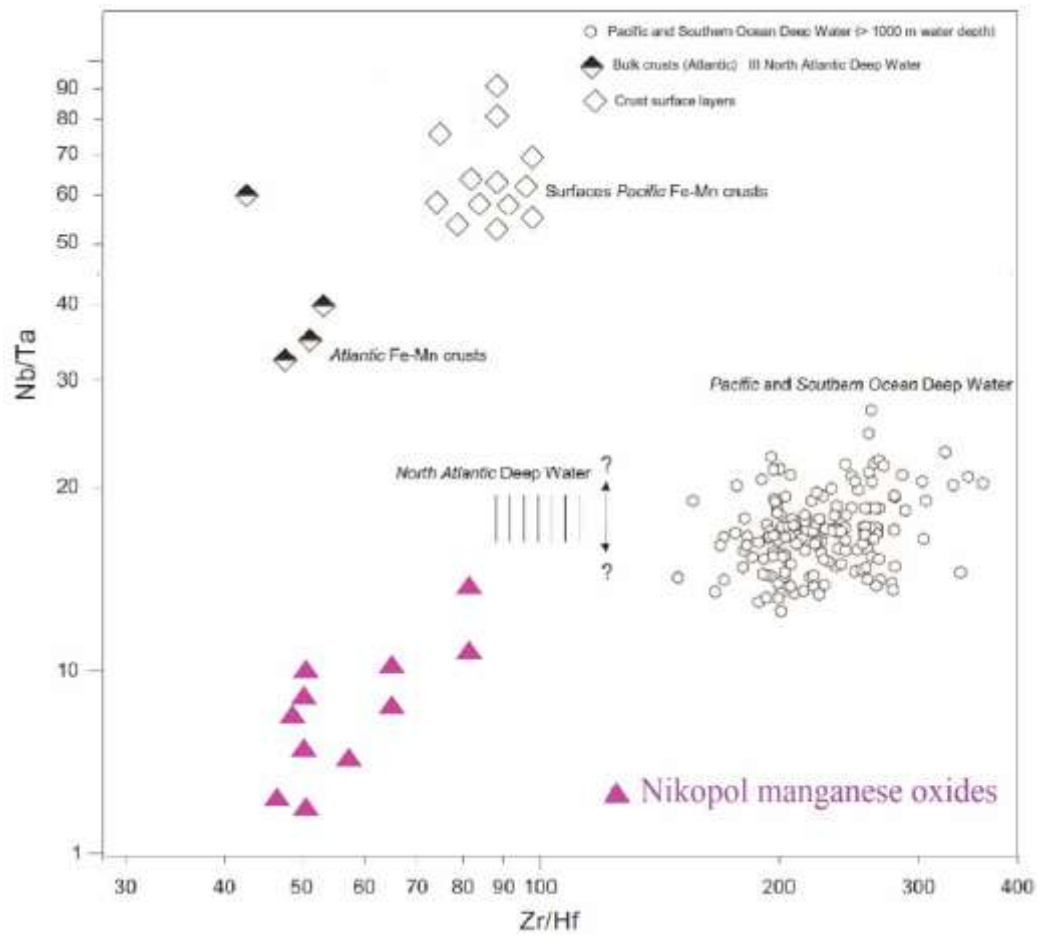 Pacific and Southern Ocean Deep Water (> 1000 m water depth)
Bulk crusts (Atlantic) III North Atlantic Deep Water
Crust surface layers
90
80
70
60
50
40
30
20
10
1
Nb/Ta
Surfaces Pacific Fe-Mn crusts
Atlantic Fe-Mn crusts
Pacific and Southern Ocean Deep Water
North Atlantic Deep Water ?
?
Nikopol manganese oxides
30 40 50 60 70 80 90 100 200 300 400
Zr/Hf